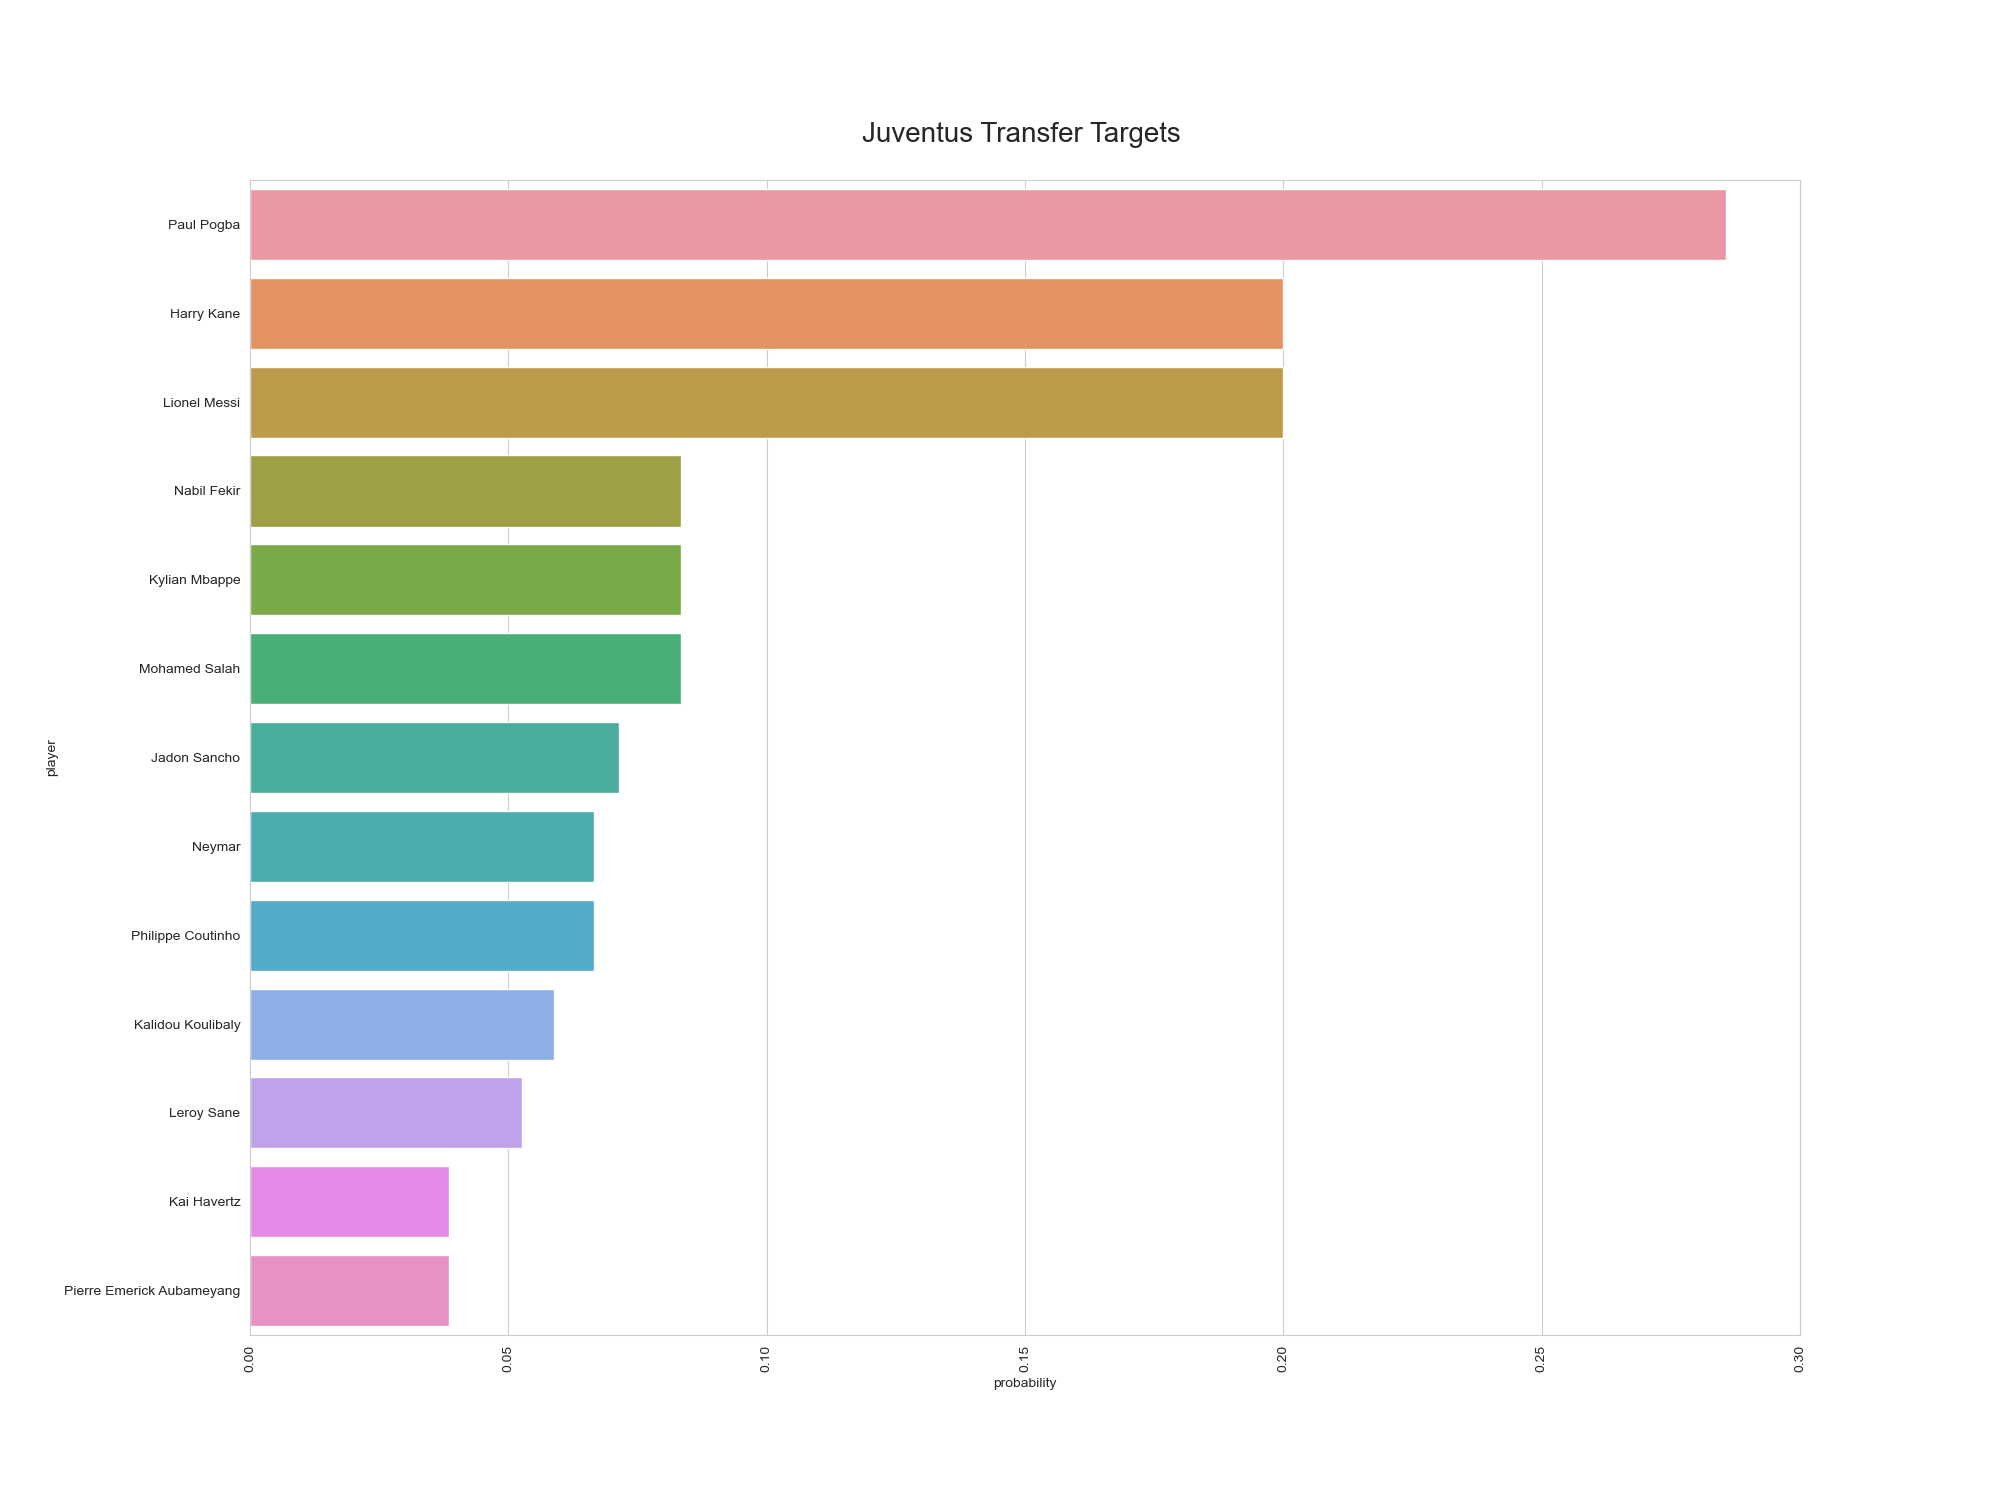 Juventus Transfer Targets
Paul Pogba
Harry Kane
Lionel Messi
Nabil Fekir
Kylian Mbappe
Mohamed Salah
Jadon Sancho
Neymar
Philippe Coutinho
Kalidou Koulibaly
Leroy Sane
Kai Havertz
Pierre Emerick Aubameyang
player
0.00 0.05 0.10 0.15 0.20 0.25 0.30
probability